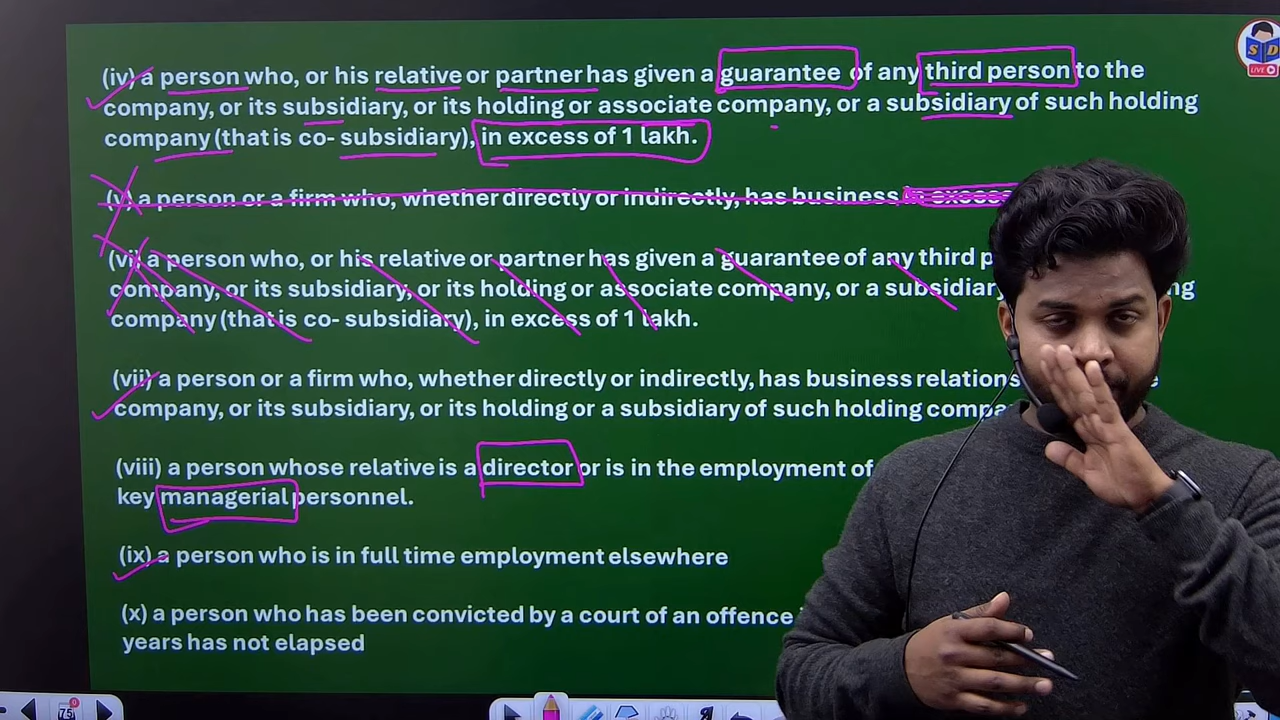 (iv) a person who, or his relative or partner has given a guarantee of any third person to the
company, or its subsidiary, or its holding or associate company, or a subsidiary of such holding
company (that is co- subsidiary), in excess of 1 lakh.
(v) a person or a firm who, whether directly or indirectly, has business in excess
(vi) a person who, or his relative or partner has given a guarantee of any third
company, or its subsidiary, or its holding or associate company, or a subsidiary
company (that is co- subsidiary), in excess of 1 lakh.
(vii) a person or a firm who, whether directly or indirectly, has business
company, or its subsidiary, or its holding or a subsidiary of such holding
(viii) a person whose relative is a director or is in the employment of
key managerial personnel.
(ix) a person who is in full time employment elsewhere
(x) a person who has been convicted by a court of an offence
years has not elapsed
S D
LIVE
75